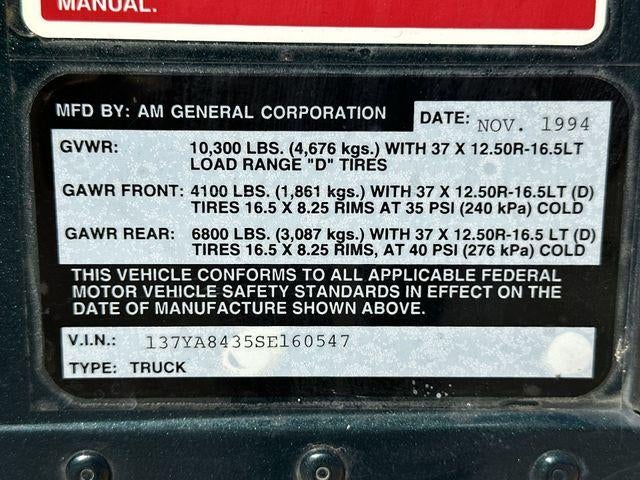 MANUAL.
MFD BY: AM GENERAL CORPORATION
DATE: NOV. 1994
GVWR: 10,300 LBS. (4,676 kgs.) WITH 37 X 12.50R-16.5LT
LOAD RANGE "D" TIRES
GAWR FRONT: 4100 LBS. (1,861 kgs.) WITH 37 X 12.50R-16.5LT (D)
TIRES 16.5 X 8.25 RIMS AT 35 PSI (240 kPa) COLD
GAWR REAR: 6800 LBS. (3,087 kgs.) WITH 37 X 12.50R-16.5 LT (D)
TIRES 16.5 X 8.25 RIMS, AT 40 PSI (276 kPa) COLD
THIS VEHICLE CONFORMS TO ALL APPLICABLE FEDERAL
MOTOR VEHICLE SAFETY STANDARDS IN EFFECT ON THE
DATE OF MANUFACTURE SHOWN ABOVE.
V.I.N.: 137YA8435SE160547
TYPE: TRUCK